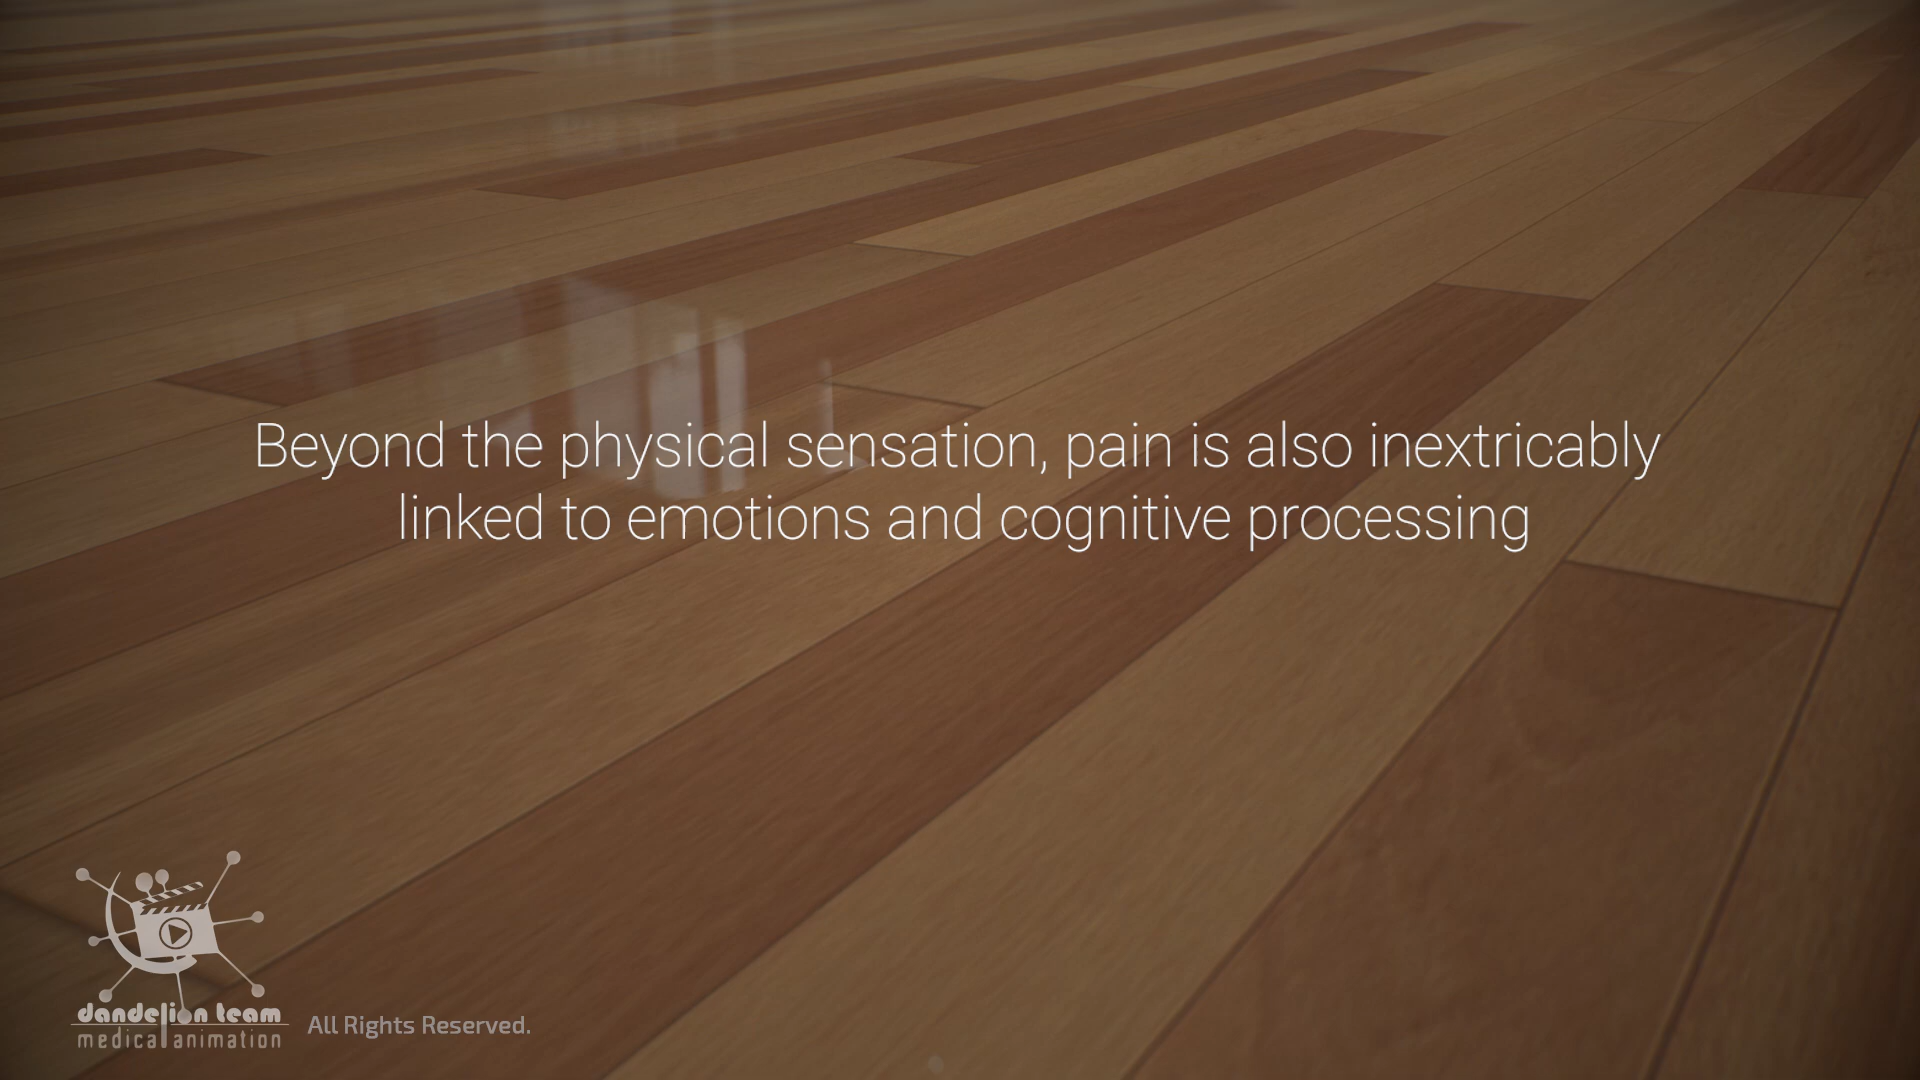 Beyond the physical sensation, pain is also inextricably
linked to emotions and cognitive processing
dandelion team
medical animation
All Rights Reserved.